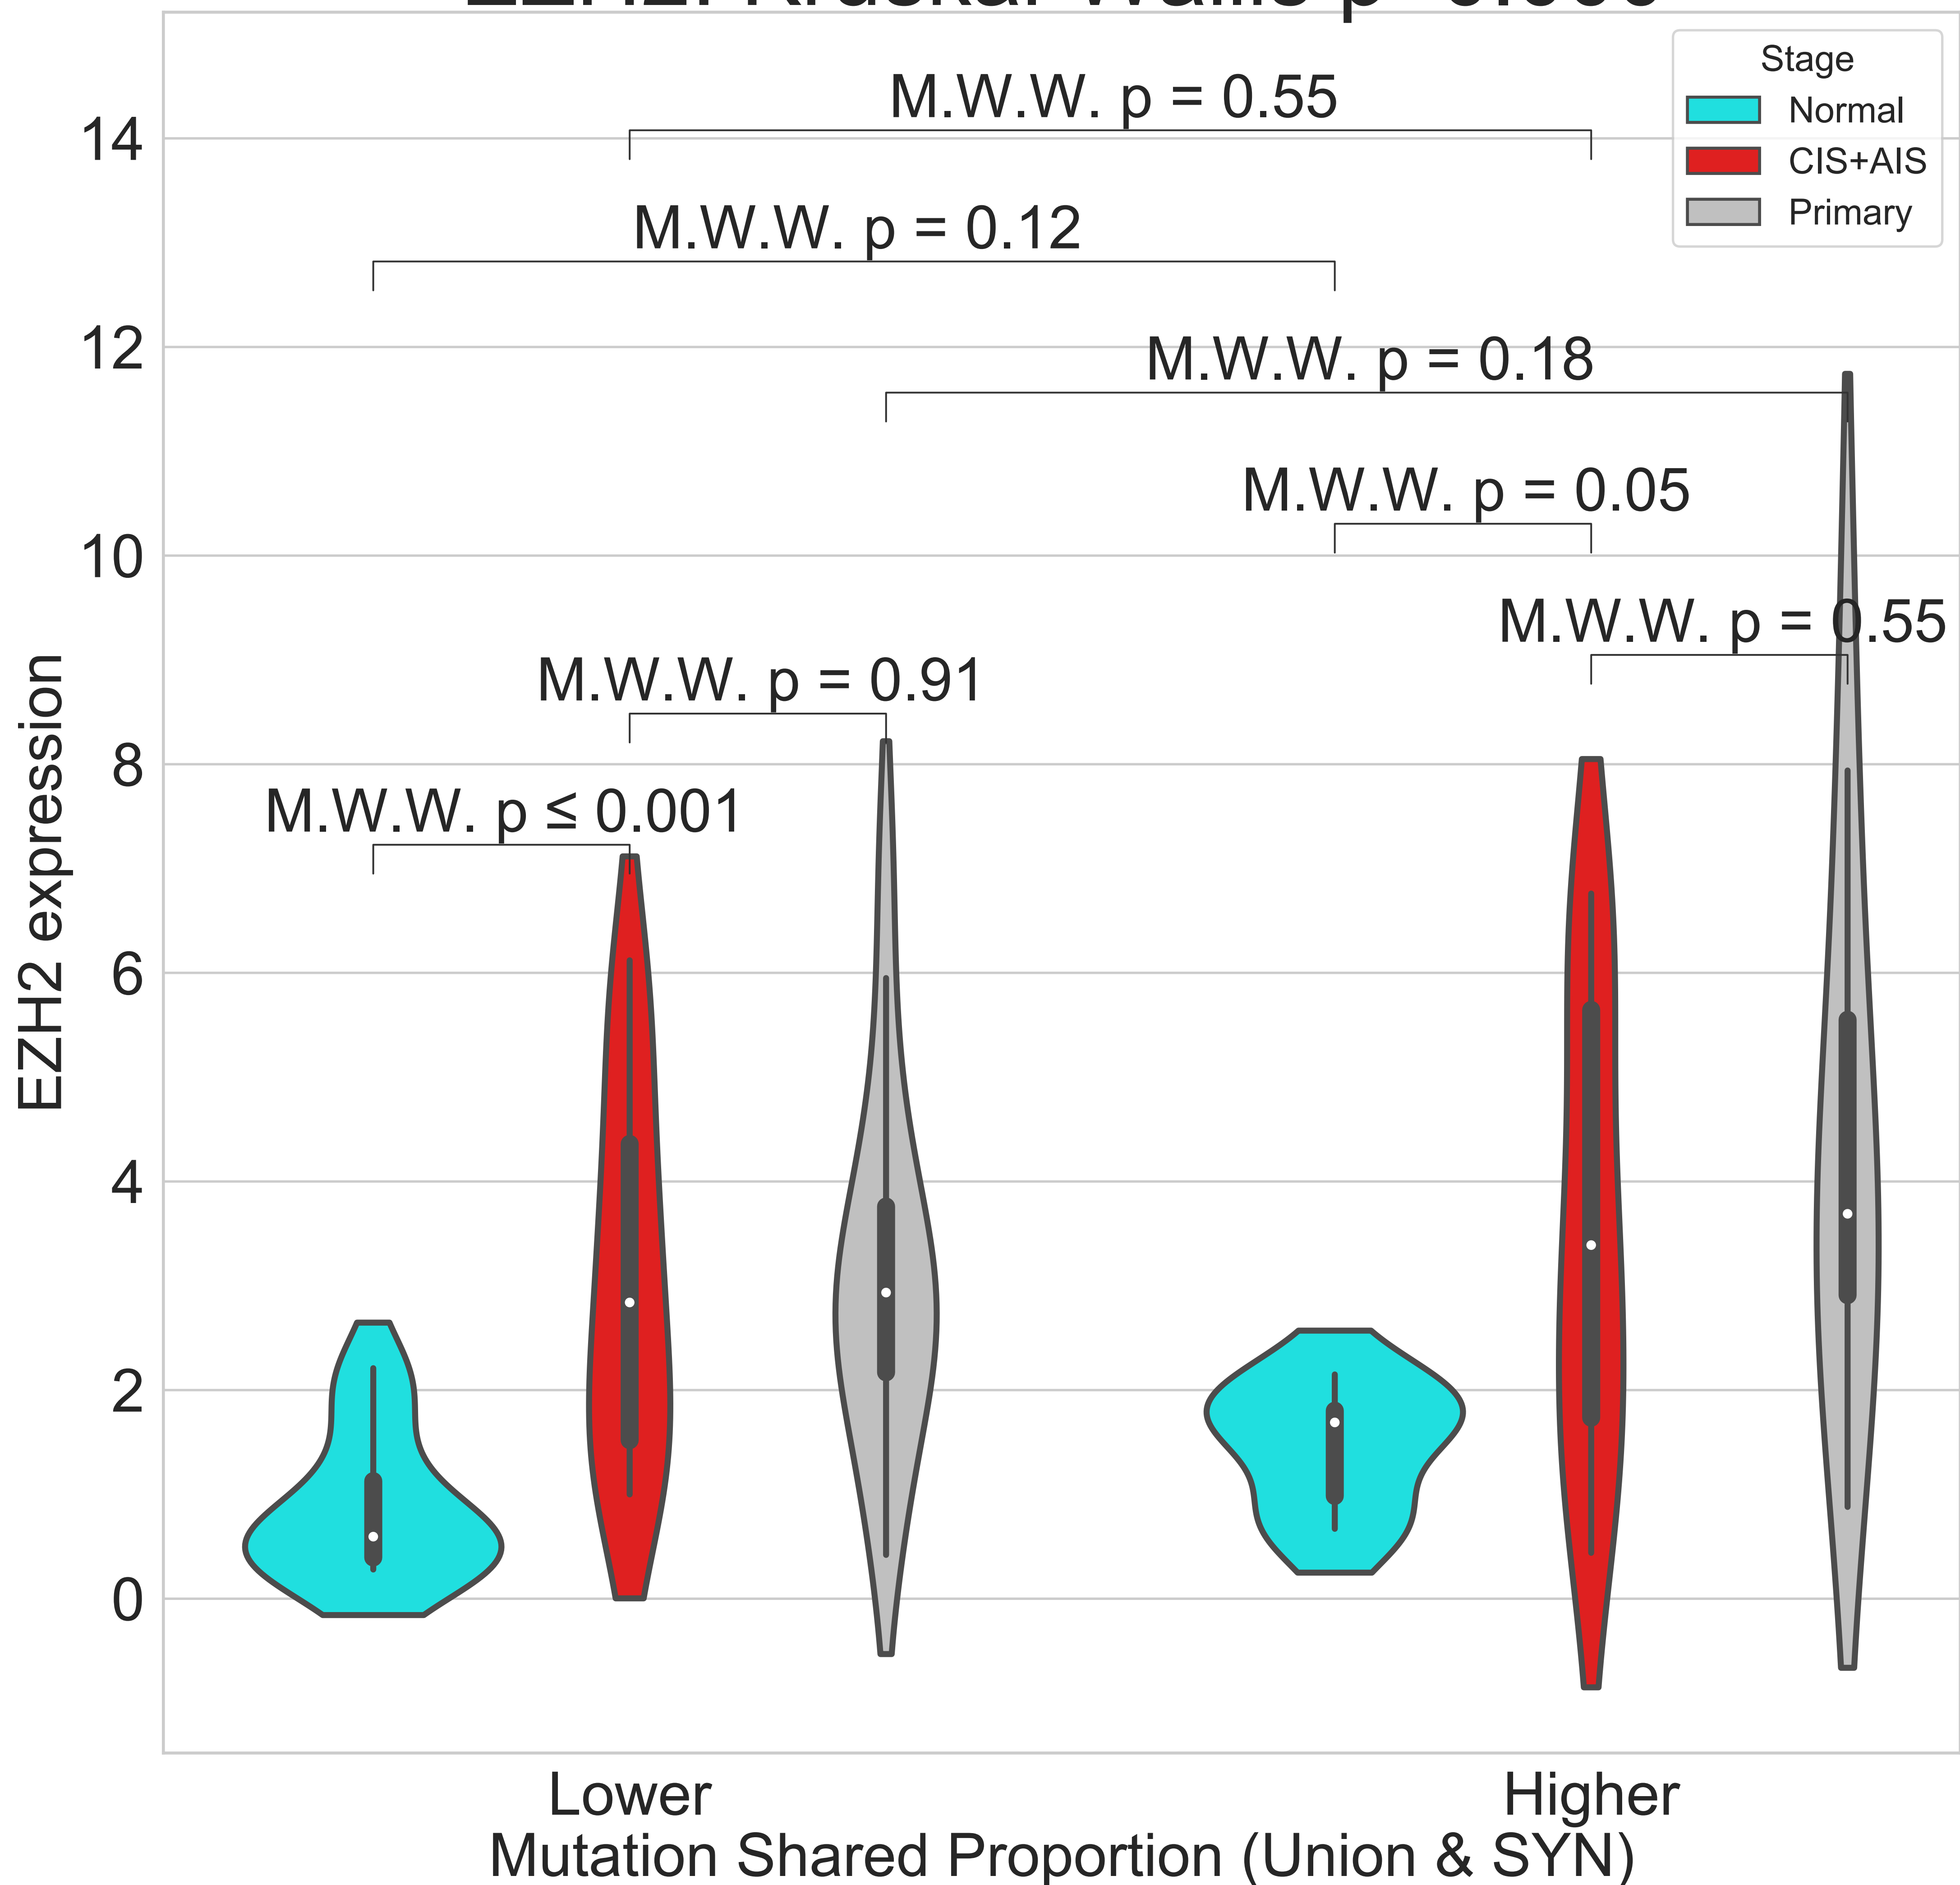 Stage
Normal
CIS+AIS
Primary
M.W.W. p = 0.55
M.W.W. p = 0.12
M.W.W. p = 0.18
M.W.W. p = 0.05
M.W.W. p = 0.55
M.W.W. p = 0.91
M.W.W. p ≤ 0.001
14
12
10
8
6
4
2
0
EZH2 expression
Lower
Higher
Mutation Shared Proportion (Union & SYN)